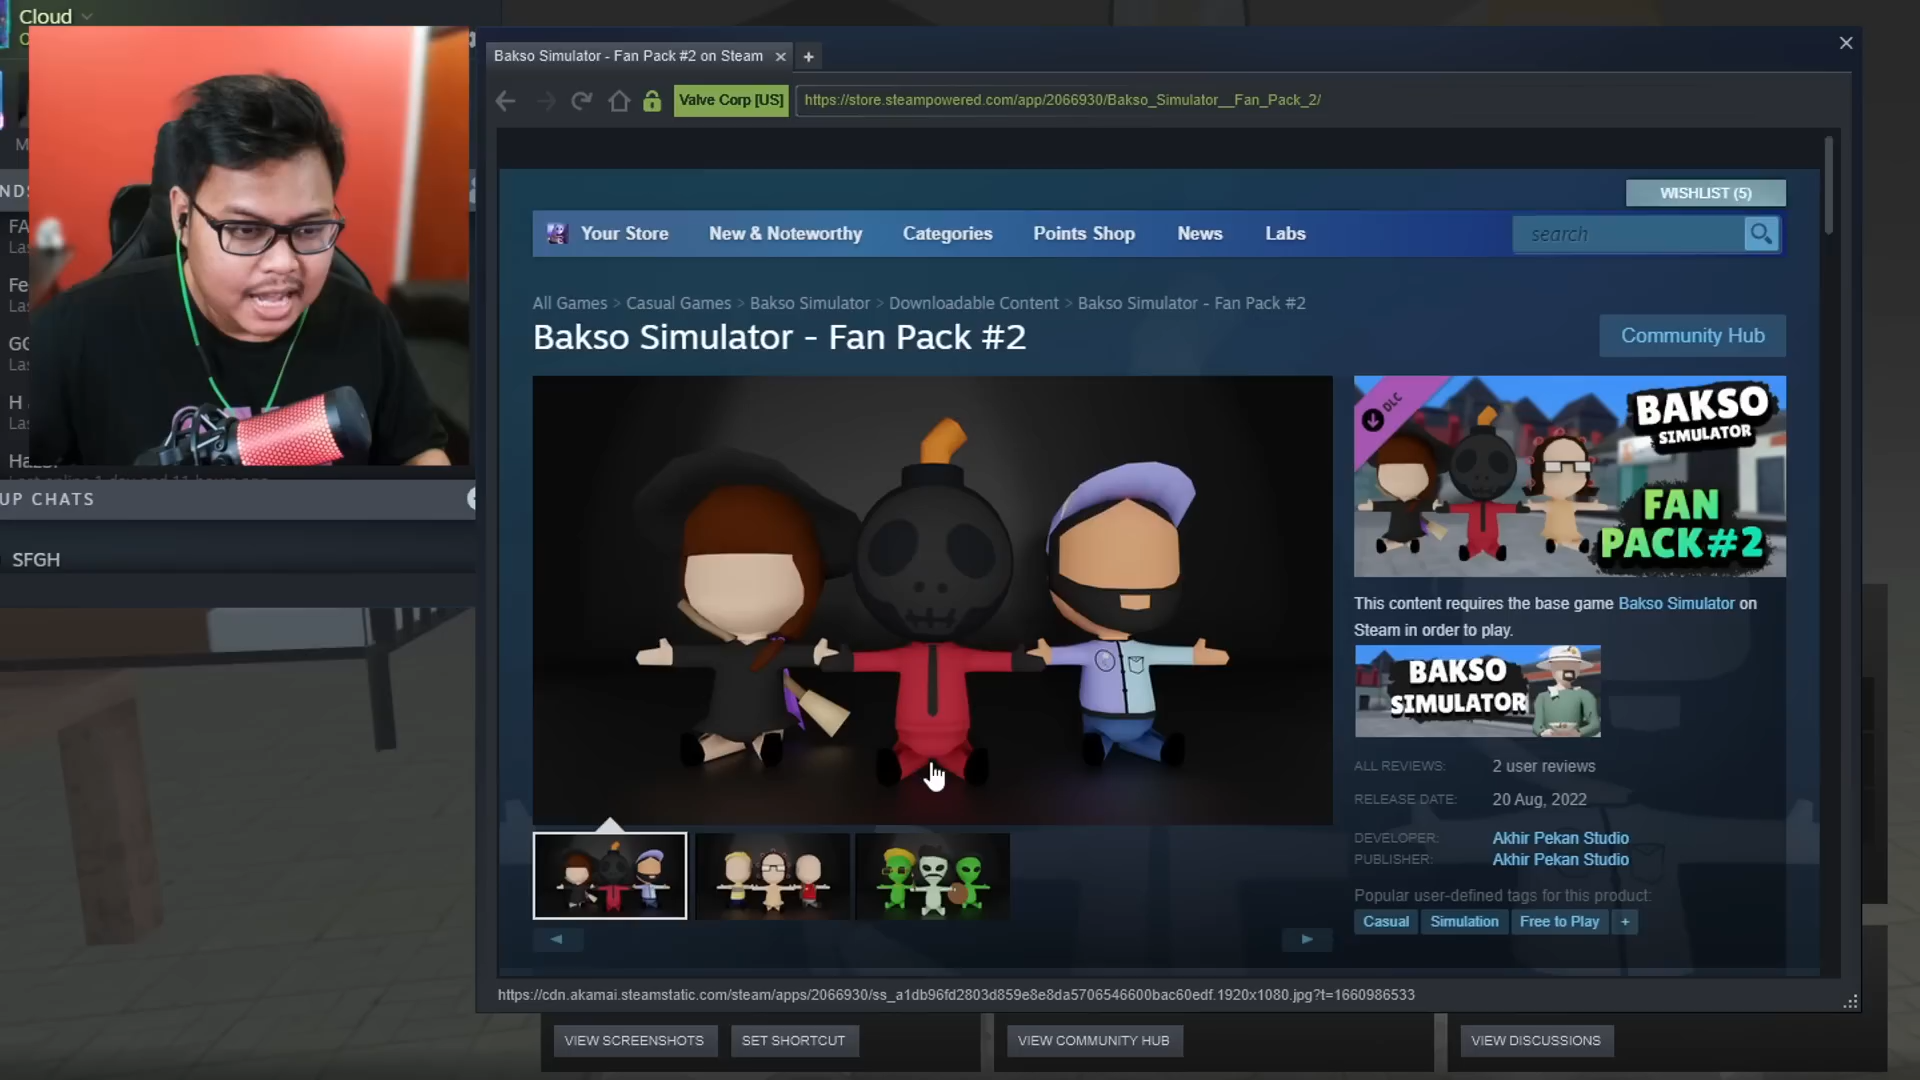 Cloud
Bakso Simulator - Fan Pack #2 on Steam
Valve Corp [US]
https://store.steampowered.com/app/2066930/Bakso_Simulator__Fan_Pack_2/
WISHLIST (5)
Your Store
New & Noteworthy
Categories
Points Shop
News
Labs
search
All Games > Casual Games > Bakso Simulator > Downloadable Content > Bakso Simulator - Fan Pack #2
Bakso Simulator - Fan Pack #2
Community Hub
DLC
BAKSO
SIMULATOR
FAN
PACK #2
This content requires the base game Bakso Simulator on
Steam in order to play.
BAKSO
SIMULATOR
ALL REVIEWS: 2 user reviews
RELEASE DATE: 20 Aug, 2022
DEVELOPER: Akhir Pekan Studio
PUBLISHER: Akhir Pekan Studio
Popular user-defined tags for this product:
Casual
Simulation
Free to Play
+
https://cdn.akamai.steamstatic.com/steam/apps/2066930/ss_a1db96fd2803d859e8e8da5706546600bac60edf.1920x1080.jpg?t=1660986533
VIEW SCREENSHOTS
SET SHORTCUT
VIEW COMMUNITY HUB
VIEW DISCUSSIONS
UP CHATS
SFGH